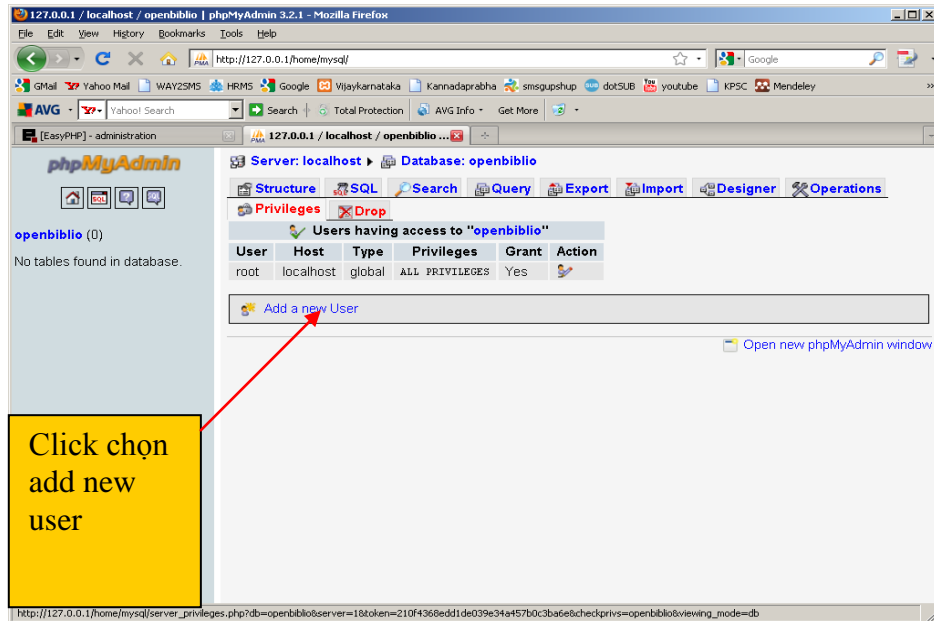 127.0.0.1 / localhost / openbiblio | phpMyAdmin 3.2.1 - Mozilla Firefox
File Edit View History Bookmarks Tools Help
http://127.0.0.1/home/mysql/ Google
GMail Yahoo Mail WAY2SMS HRMS Google Vijaykarnataka Kannadaprabha smsgupshup dotSUB youtube KPSC Mendeley
AVG Yahoo! Search Search Total Protection AVG Info Get More
[EasyPHP] - administration 127.0.0.1 / localhost / openbiblio ...
phpMyAdmin
openbiblio (0)
No tables found in database.
Server: localhost Database: openbiblio
Structure SQL Search Query Export Import Designer Operations
Privileges Drop
Users having access to "openbiblio"
User Host Type Privileges Grant Action
root localhost global ALL PRIVILEGES Yes
Add a new User
Open new phpMyAdmin window
Click chọn
add new
user
http://127.0.0.1/home/mysql/server_privileges.php?db=openbiblio&server=1&token=210f4368edd1de039e34a457b0c3ba6e&checkprivs=openbiblio&viewing_mode=db